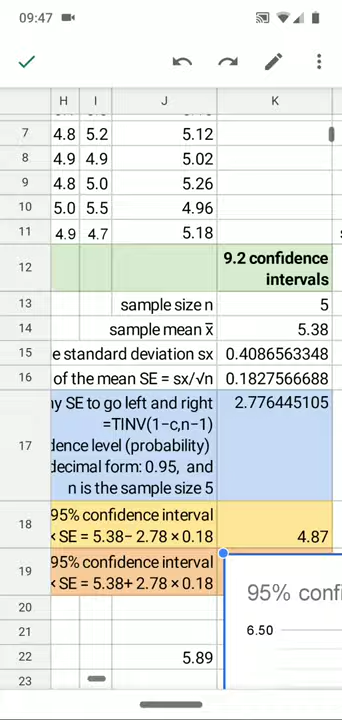 09:47
H I J K
7 4.8 5.2 5.12
8 4.9 4.9 5.02
9 4.8 5.0 5.26
10 5.0 5.5 4.96
11 4.9 4.7 5.18
12 9.2 confidence
intervals
13 sample size n 5
14 sample mean x̅ 5.38
15 e standard deviation sx 0.4086563348
16 of the mean SE = sx/√n 0.1827566688
ny SE to go left and right 2.776445105
=TINV(1−c,n−1)
17 dence level (probability)
decimal form: 0.95, and
n is the sample size 5
95% confidence interval
18 × SE = 5.38− 2.78 × 0.18 4.87
95% confidence interval
19 × SE = 5.38+ 2.78 × 0.18
20 95% confi
21 6.50
22 5.89
23